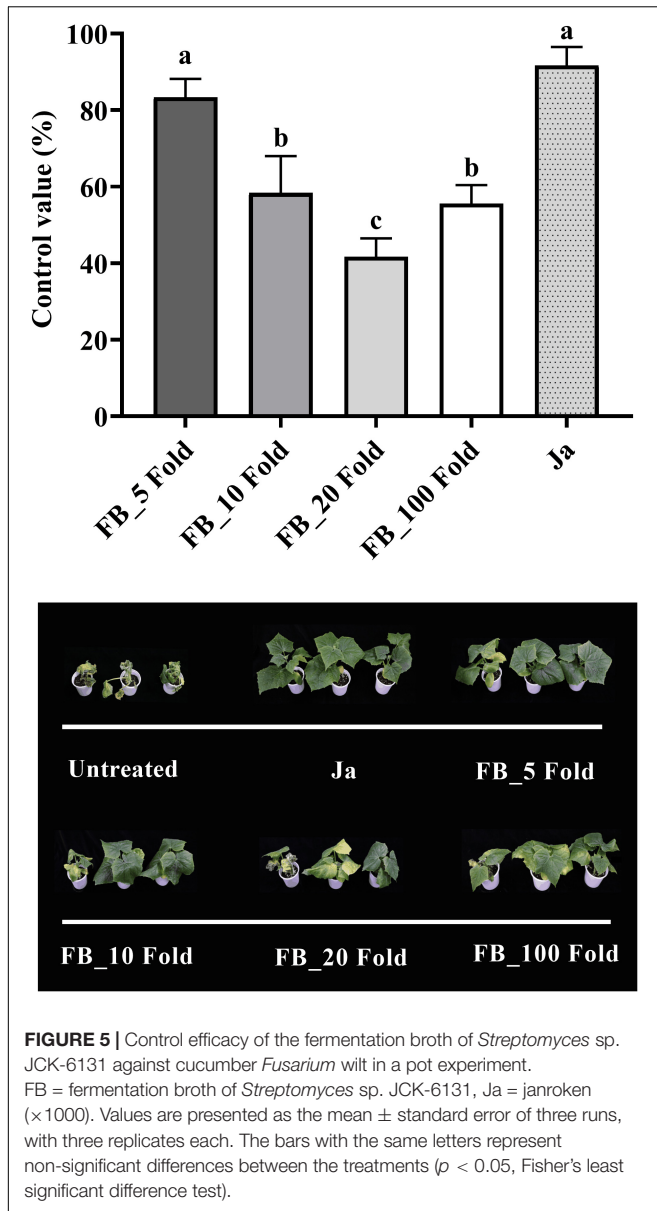 100
80
60
40
20
0
Control value (%)
a
b
c
b
a
FB_5 Fold
FB_10 Fold
FB_20 Fold
FB_100 Fold
Ja
Untreated Ja FB_5 Fold
FB_10 Fold FB_20 Fold FB_100 Fold
FIGURE 5 | Control efficacy of the fermentation broth of Streptomyces sp.
JCK-6131 against cucumber Fusarium wilt in a pot experiment.
FB = fermentation broth of Streptomyces sp. JCK-6131, Ja = janroken
(×1000). Values are presented as the mean ± standard error of three runs,
with three replicates each. The bars with the same letters represent
non-significant differences between the treatments (p < 0.05, Fisher's least
significant difference test).